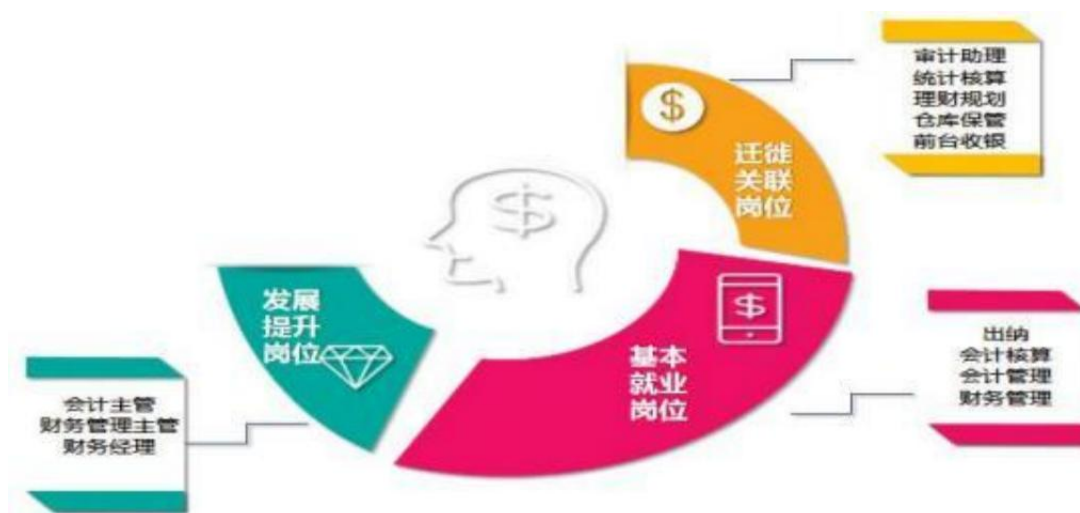 审计助理
统计核算
理财规划
仓库保管
前台收银
迁徙
关联
岗位
发展
提升
岗位
基本
就业
岗位
出纳
会计核算
会计管理
财务管理
会计主管
财务管理主管
财务经理